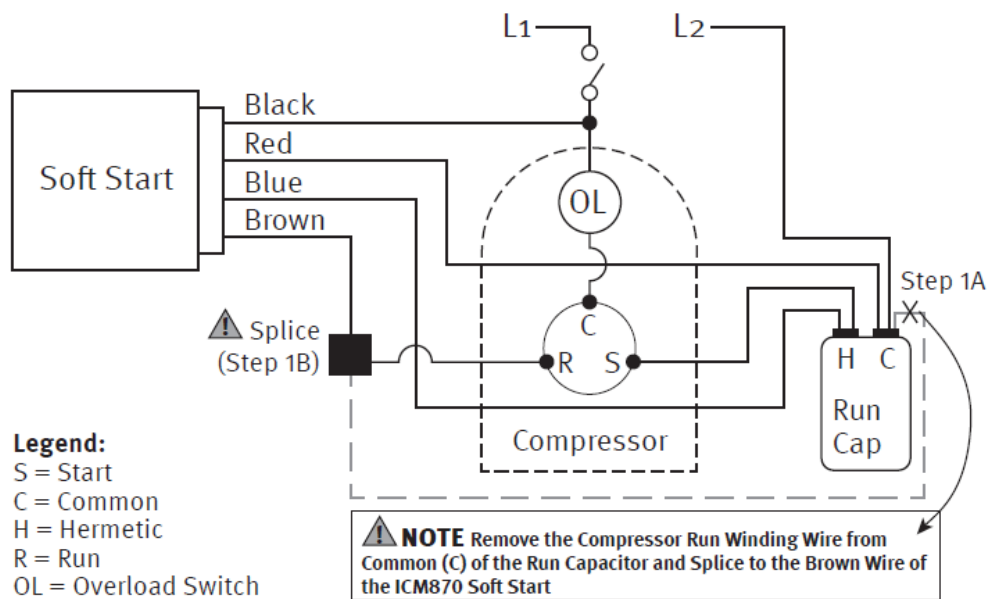 L1
L2
Black
Red
Blue
Brown
Soft Start
OL
Step 1A
! Splice
(Step 1B)
C
R S
H C
Run
Cap
Compressor
Legend:
S = Start
C = Common
H = Hermetic
R = Run
OL = Overload Switch
! NOTE Remove the Compressor Run Winding Wire from
Common (C) of the Run Capacitor and Splice to the Brown Wire of
the ICM870 Soft Start